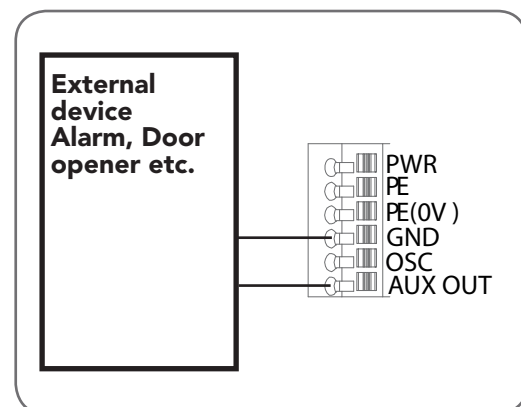 External
device
Alarm, Door
opener etc.
PWR
PE
PE(0V )
GND
OSC
AUX OUT